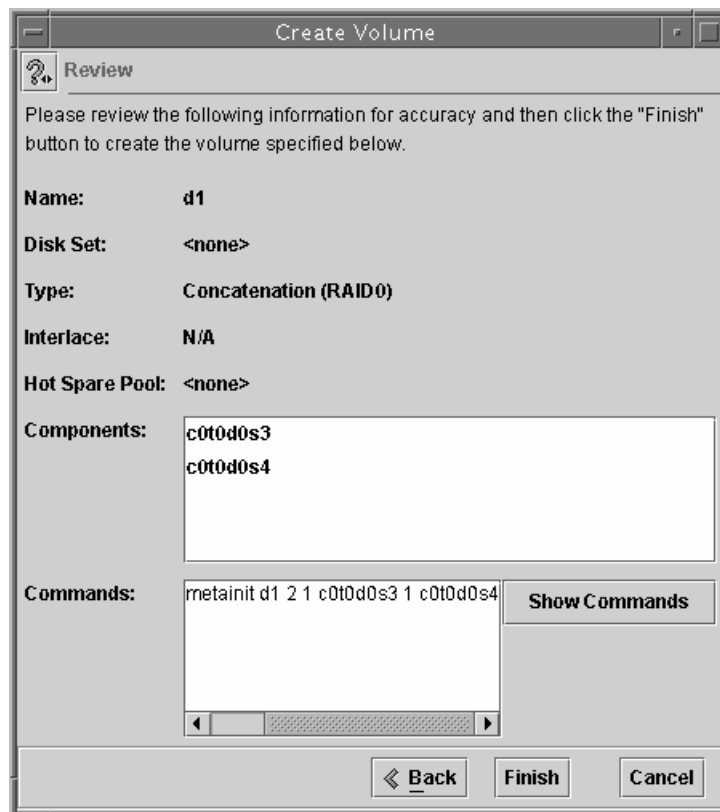 Create Volume
Review
Please review the following information for accuracy and then click the "Finish"
button to create the volume specified below.
Name: d1
Disk Set: <none>
Type: Concatenation (RAID0)
Interlace: N/A
Hot Spare Pool: <none>
Components: c0t0d0s3
c0t0d0s4
Commands: metainit d1 2 1 c0t0d0s3 1 c0t0d0s4 Show Commands
Back Finish Cancel